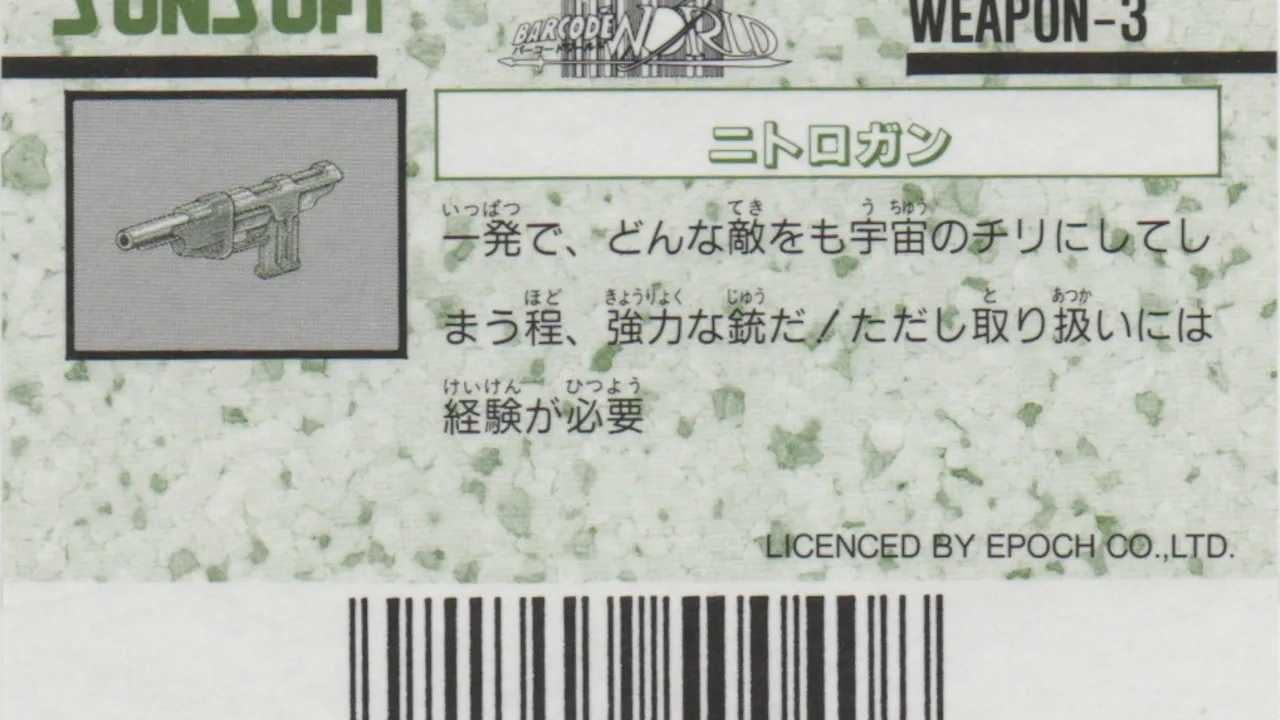 SUNSOFT
BARCODE WORLD
バーコードワールド
WEAPON-3
ニトロガン
いっぱつ てき う ちゅう
一発で、どんな敵をも宇宙のチリにしてし
ほど きょうりょく じゅう と あつか
まう程、強力な銃だ!ただし取り扱いには
けいけん ひつよう
経験が必要
LICENCED BY EPOCH CO.,LTD.